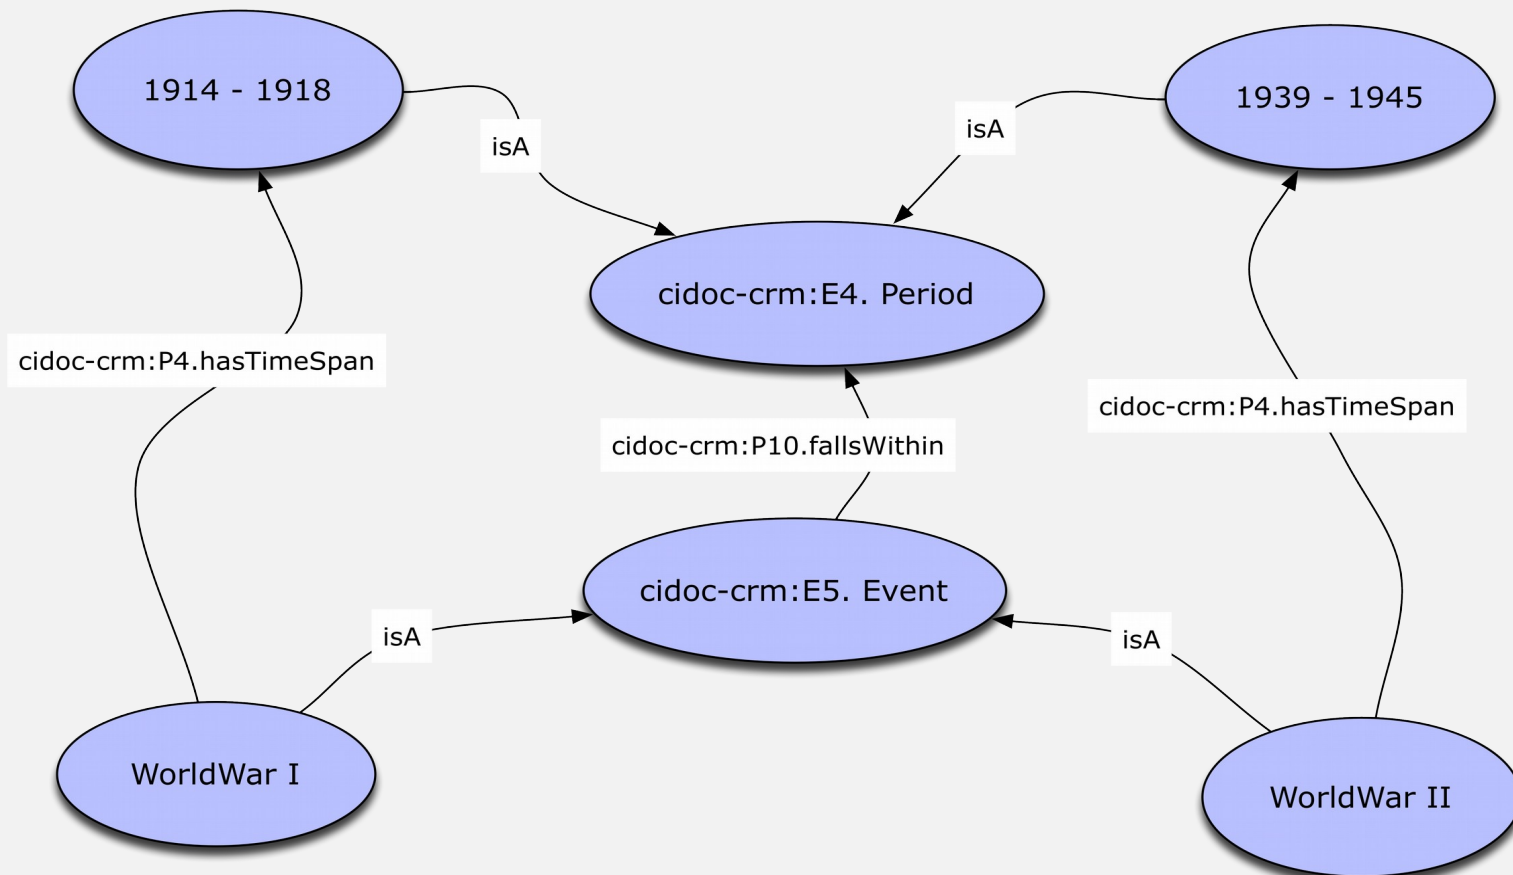 1914 - 1918
1939 - 1945
isA
isA
cidoc-crm:E4. Period
cidoc-crm:P4.hasTimeSpan
cidoc-crm:P4.hasTimeSpan
cidoc-crm:P10.fallsWithin
cidoc-crm:E5. Event
isA
isA
WorldWar I
WorldWar II